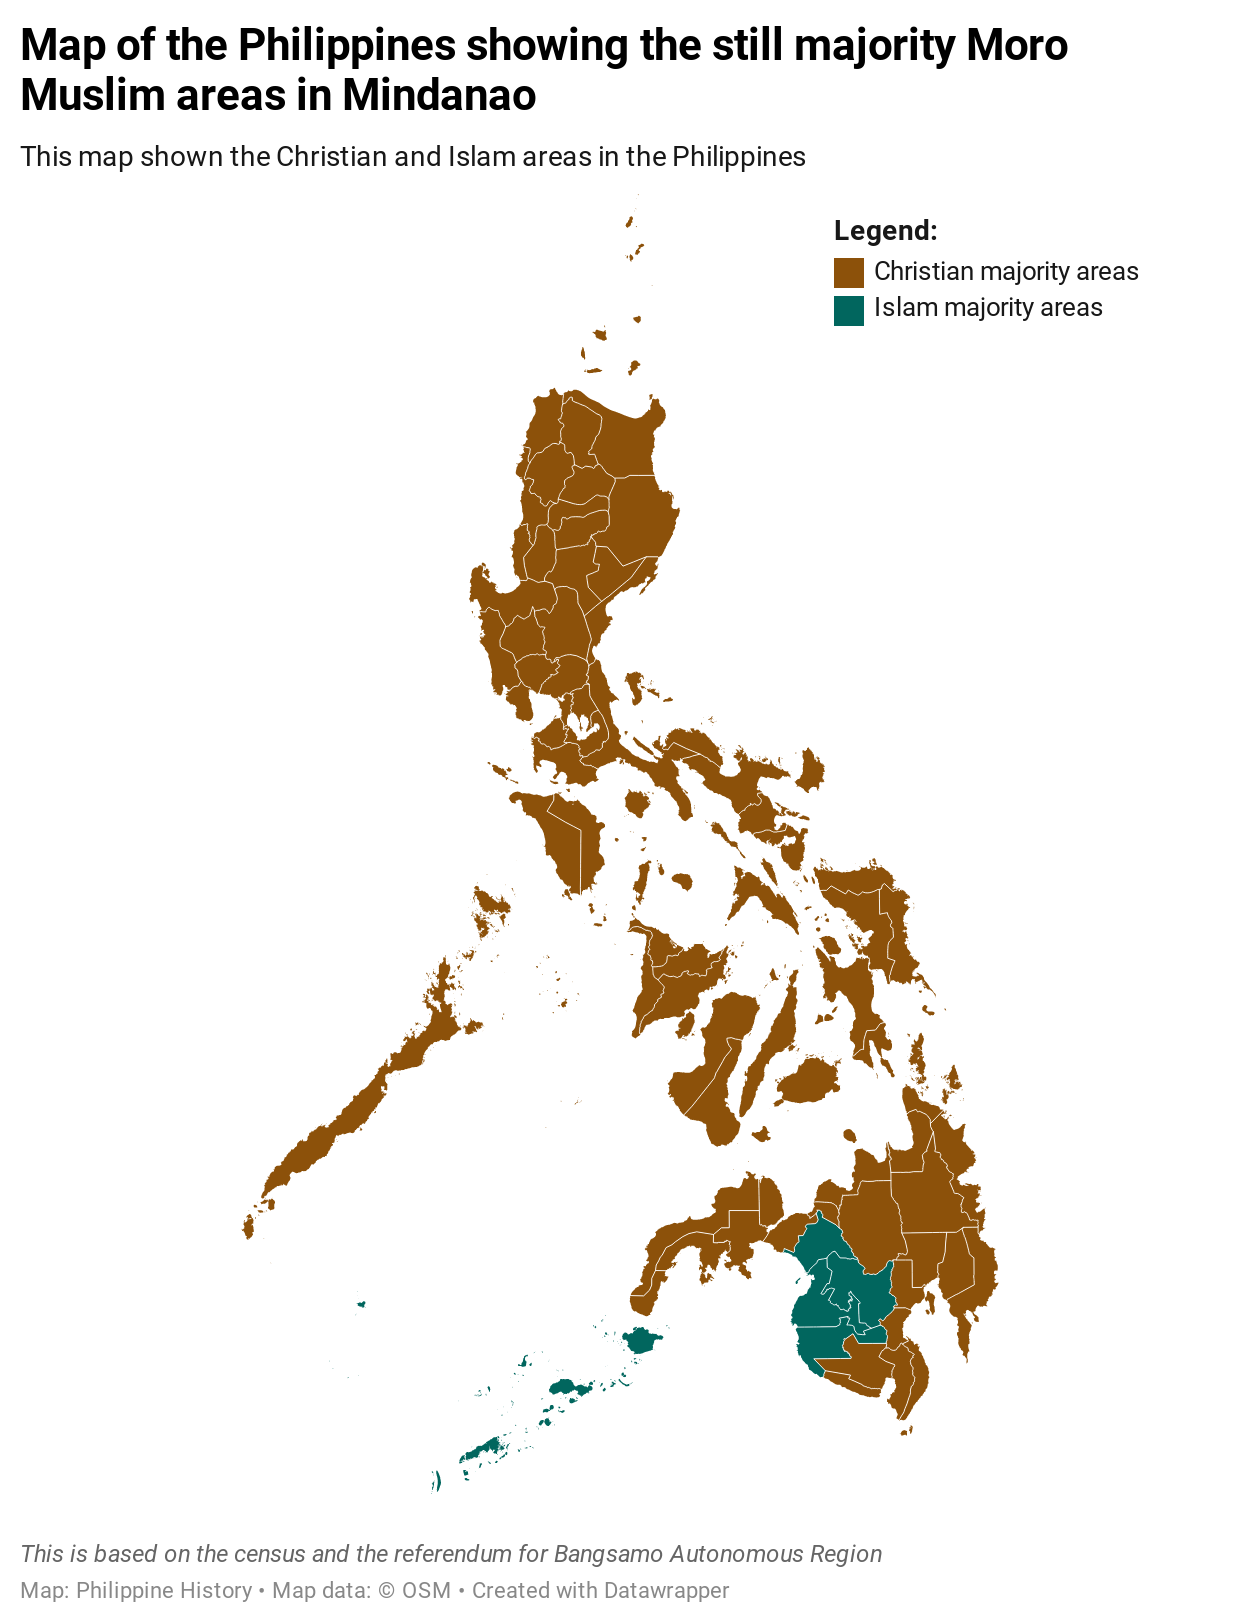 Map of the Philippines showing the still majority Moro
Muslim areas in Mindanao
This map shown the Christian and Islam areas in the Philippines
Legend:
Christian majority areas
Islam majority areas
This is based on the census and the referendum for Bangsamo Autonomous Region
Map: Philippine History • Map data: © OSM • Created with Datawrapper